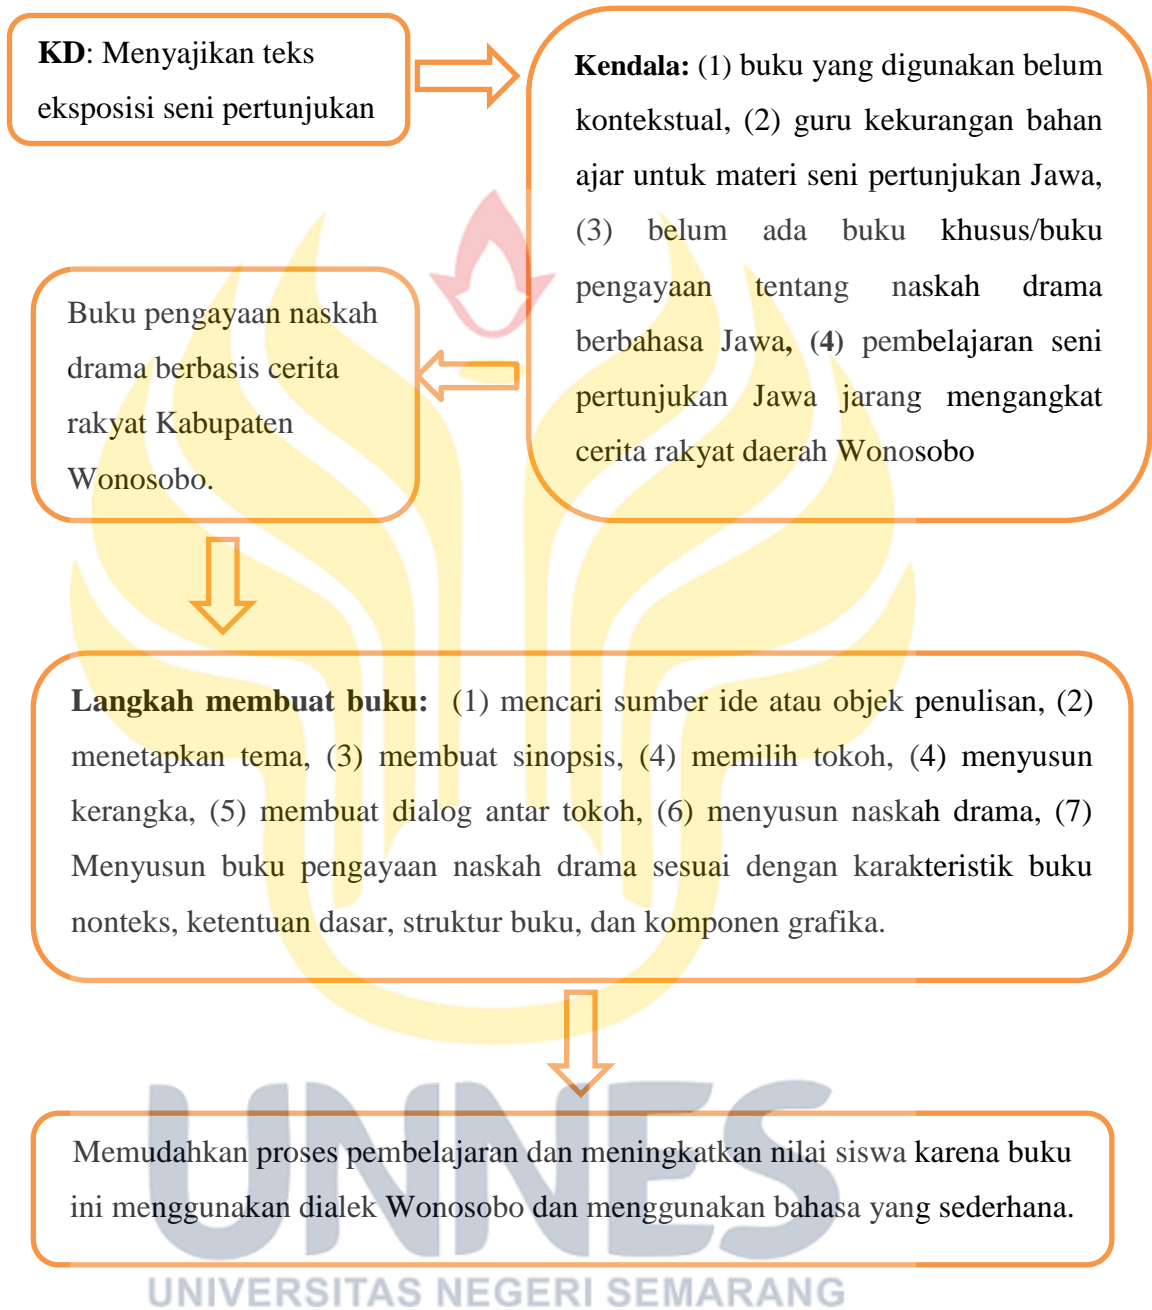 KD: Menyajikan teks
eksposisi seni pertunjukan
Kendala: (1) buku yang digunakan belum
kontekstual, (2) guru kekurangan bahan
ajar untuk materi seni pertunjukan Jawa,
(3) belum ada buku khusus/buku
pengayaan tentang naskah drama
berbahasa Jawa, (4) pembelajaran seni
pertunjukan Jawa jarang mengangkat
cerita rakyat daerah Wonosobo
Buku pengayaan naskah
drama berbasis cerita
rakyat Kabupaten
Wonosobo.
Langkah membuat buku: (1) mencari sumber ide atau objek penulisan, (2)
menetapkan tema, (3) membuat sinopsis, (4) memilih tokoh, (4) menyusun
kerangka, (5) membuat dialog antar tokoh, (6) menyusun naskah drama, (7)
Menyusun buku pengayaan naskah drama sesuai dengan karakteristik buku
nonteks, ketentuan dasar, struktur buku, dan komponen grafika.
Memudahkan proses pembelajaran dan meningkatkan nilai siswa karena buku
ini menggunakan dialek Wonosobo dan menggunakan bahasa yang sederhana.
UNNES
UNIVERSITAS NEGERI SEMARANG